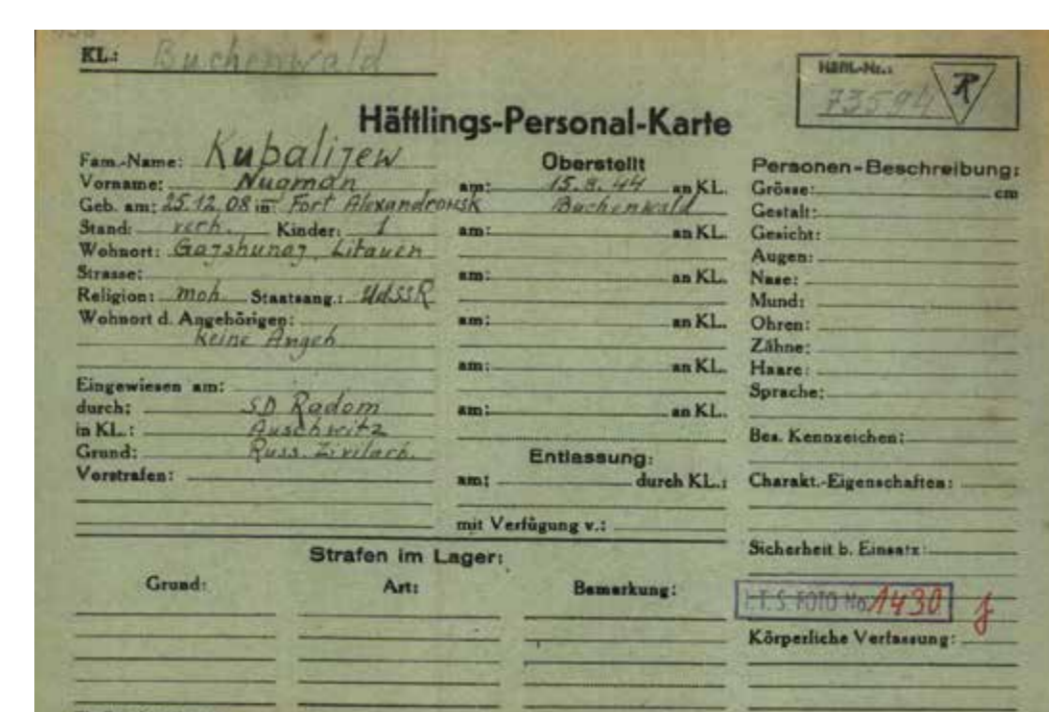 KL.: Buchenwald
Häftl.-Nr.:
73594 R
Häftlings-Personal-Karte
Fam.-Name: Kubalijew
Vorname: Nugman
Geb. am: 25.12.08 in Fort Alexandrowsk
Stand: verh. Kinder: 1
Wohnort: Litauen
Strasse:
Religion: moh. Staatsang.: UdSSR
Wohnort d. Angehörigen:
keine Angeh.
Eingewiesen am:
durch: SD Radom
in KL.: Auschwitz
Grund: Russ. Zivilarb.
Vorstrafen:
Oberstellt
am: 15.8.44 an KL.
Buchenwald
am: an KL.
am: an KL.
am: an KL.
am: an KL.
am: an KL.
Entlassung:
am: durch KL.:
mit Verfügung v.:
Personen-Beschreibung:
Grösse: cm
Gestalt:
Gesicht:
Augen:
Nase:
Mund:
Ohren:
Zähne:
Haare:
Sprache:
Bes. Kennzeichen:
Charakt.-Eigenschaften:
Sicherheit b. Einsatz:
I.T.S. FOTO No. 1430
Körperliche Verfassung:
Strafen im Lager:
Grund: Art: Bemerkung: